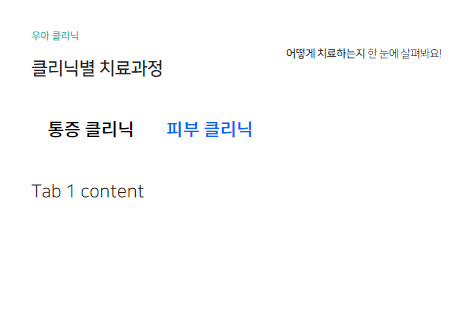 우아 클리닉
클리닉별 치료과정
어떻게 치료하는지 한 눈에 살펴봐요!
통증 클리닉 피부 클리닉
Tab 1 content